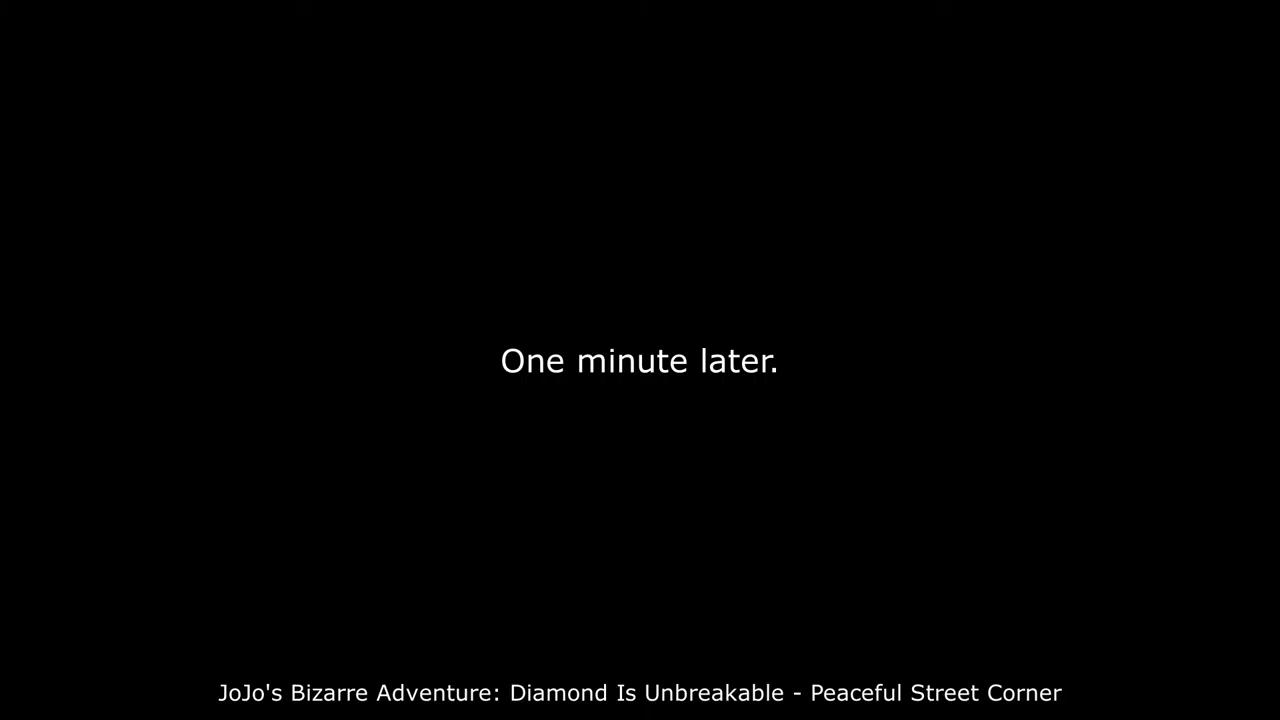 One minute later.
JoJo's Bizarre Adventure: Diamond Is Unbreakable - Peaceful Street Corner